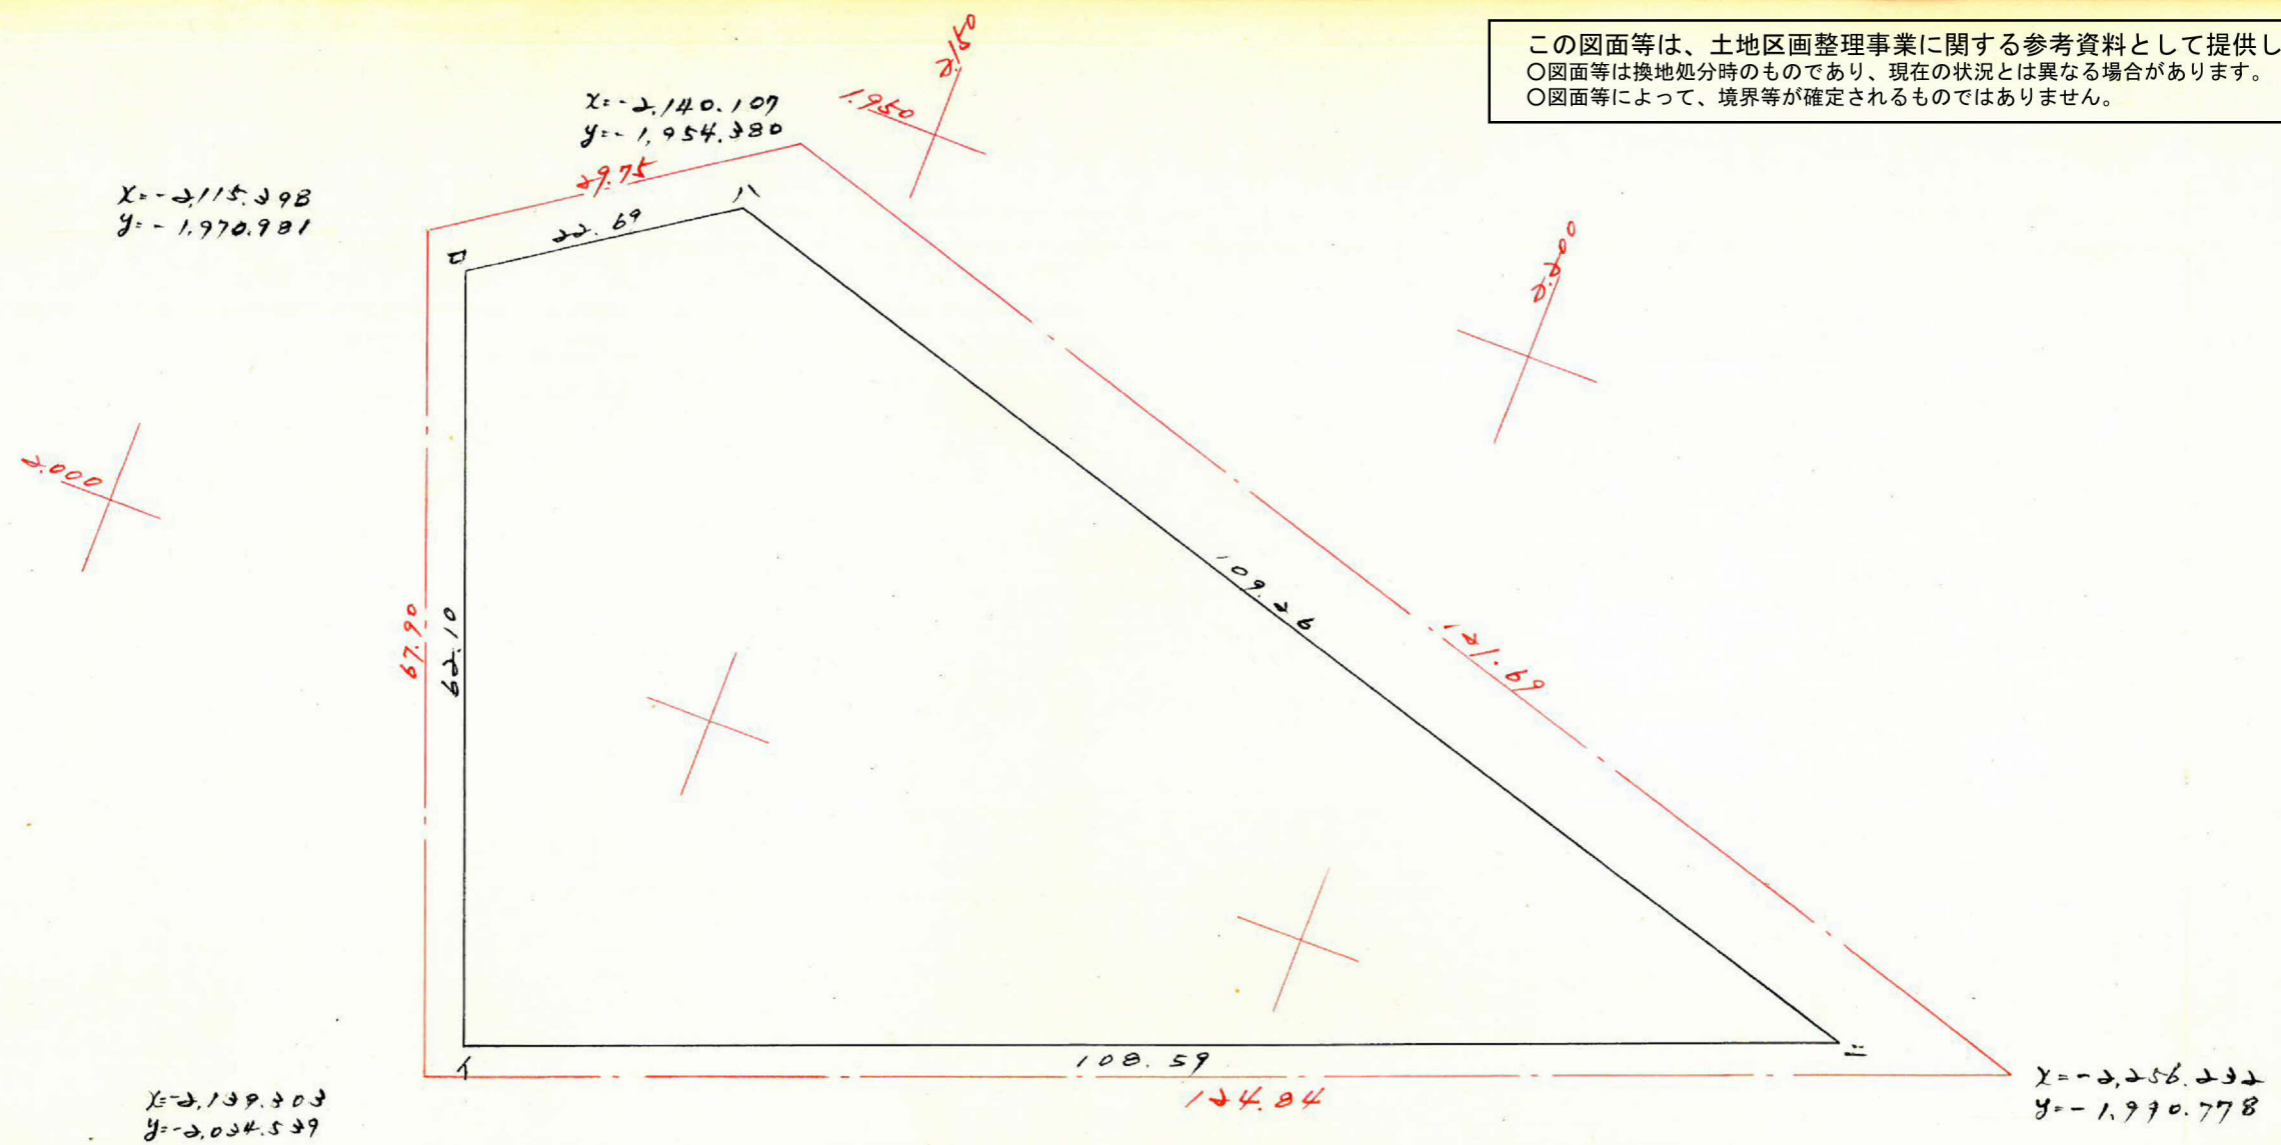 この図面等は、土地区画整理事業に関する参考資料として提供し
○図面等は換地処分時のものであり、現在の状況とは異なる場合があります。
○図面等によって、境界等が確定されるものではありません。
2.150
1.950
x=-2,140.107
y=-1,954.380
29.75
x=-2,115.398
y=-1,970.981
ハ
22.69
ロ
2.200
2.000
109.26
67.90
62.10
121.69
108.59
イ
ニ
124.84
x=-2,139.303
y=-2,034.539
x=-2,256.232
y=-1,990.778